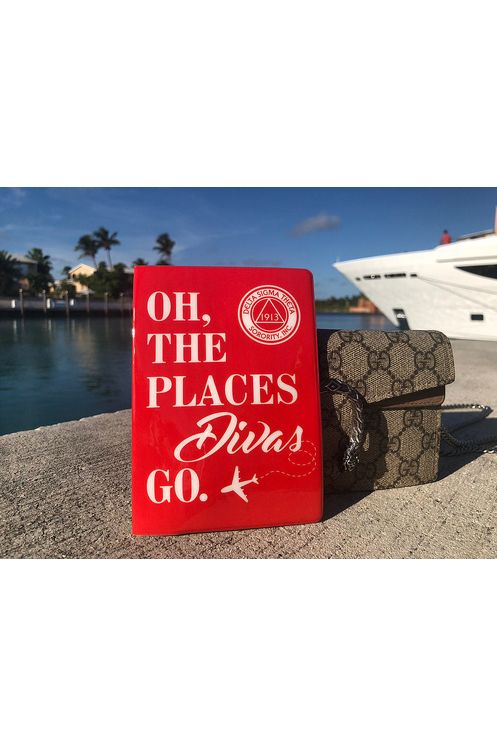 OH,
THE
PLACES
Divas
GO.
DELTA SIGMA THETA
1913
SORORITY, INC.